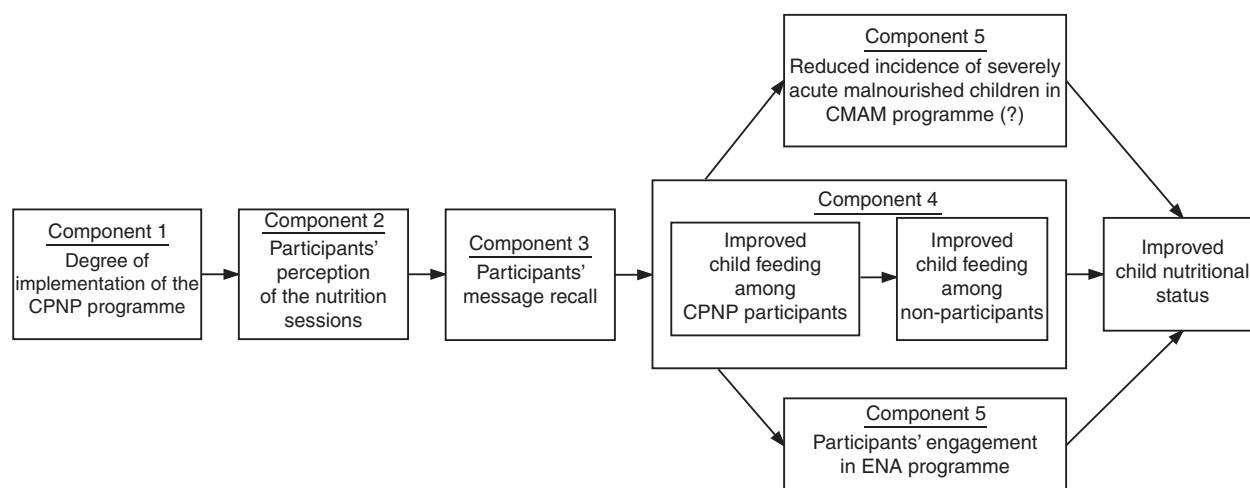 Component 1
Degree of
implementation of the
CPNP programme
Component 2
Participants'
perception
of the nutrition
sessions
Component 3
Participants'
message recall
Component 5
Reduced incidence of severely
acute malnourished children in
CMAM programme (?)
Component 4
Improved
child feeding
among
CPNP participants
Improved
child feeding
among
non-participants
Component 5
Participants' engagement
in ENA programme
Improved
child nutritional
status